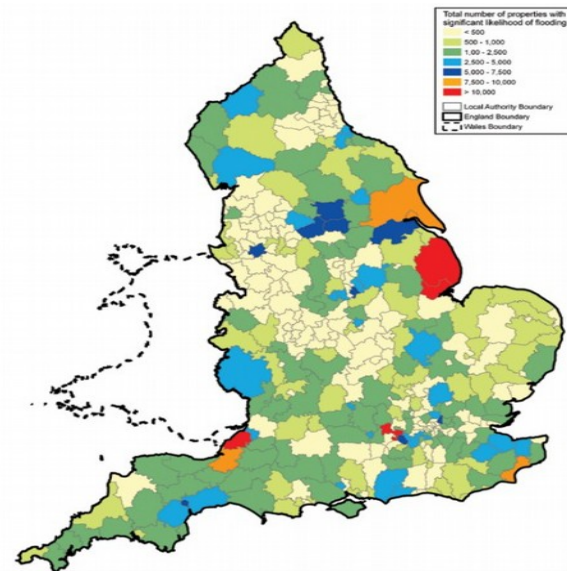 Total number of properties with
significant likelihood of flooding
< 500
500 - 1,000
1,00 - 2,500
2,500 - 5,000
5,000 - 7,500
7,500 - 10,000
> 10,000
Local Authority Boundary
England Boundary
Wales Boundary